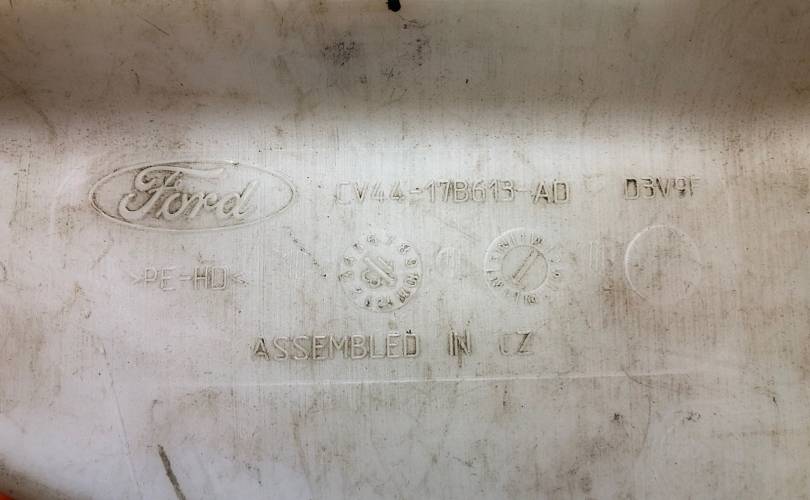 Ford CV44-17B613-AD D3V9F
>PE-HD<
ASSEMBLED IN CZ